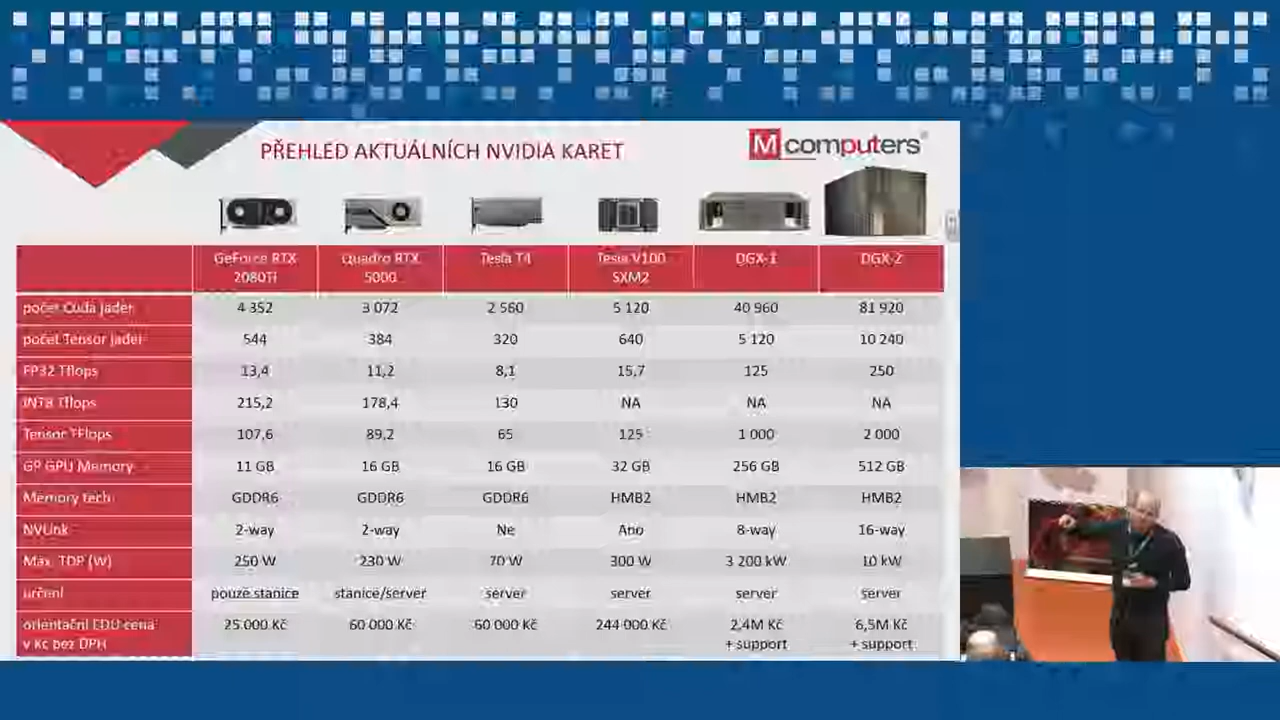 PŘEHLED AKTUÁLNÍCH NVIDIA KARET
M computers®
GeForce RTX 2080Ti Quadro RTX 5000 Tesla T4 Tesla V100 SXM2 DGX-1 DGX-2
počet Cuda jader 4 352 3 072 2 560 5 120 40 960 81 920
počet Tensor jader 544 384 320 640 5 120 10 240
FP32 Tflops 13,4 11,2 8,1 15,7 125 250
INT8 Tflops 215,2 178,4 130 NA NA NA
Tensor TFlops 107,6 89,2 65 125 1 000 2 000
GP GPU Memory 11 GB 16 GB 16 GB 32 GB 256 GB 512 GB
Memory tech GDDR6 GDDR6 GDDR6 HMB2 HMB2 HMB2
NVLink 2-way 2-way Ne Ano 8-way 16-way
Max. TDP (W) 250 W 230 W 70 W 300 W 3 200 kW 10 kW
určení pouze stanice stanice/server server server server server
orientační EDU cena v Kč bez DPH 25 000 Kč 60 000 Kč 60 000 Kč 244 000 Kč 2,4M Kč + support 6,5M Kč + support